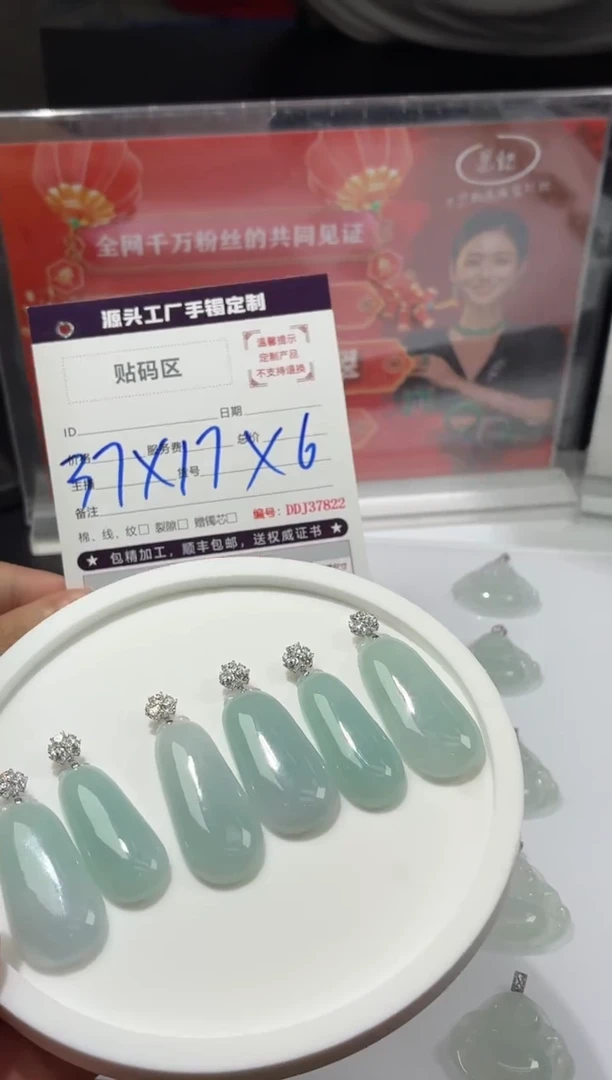 全网千万粉丝的共同见证
源头工厂手镯定制
贴码区
温馨提示
定制产品
不支持退换
ID 日期
服务费 总价
37X17X6
主播 货号
备注
棉、线、纹□ 裂隙□ 赠镯芯□ 编号：DDJ37822
★ 包精加工，顺丰包邮，送权威证书 ★